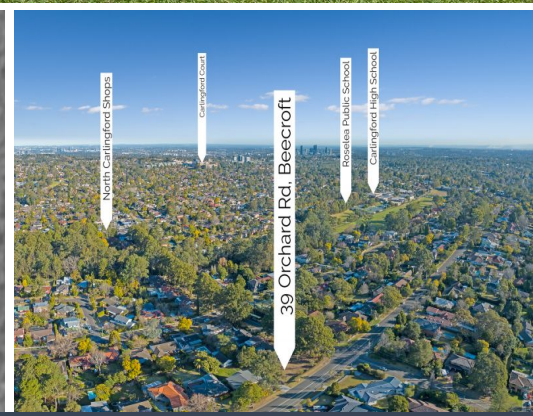 North Carlingford Shops
Carlingford Court
39 Orchard Rd, Beecroft
Roselea Public School
Carlingford High School